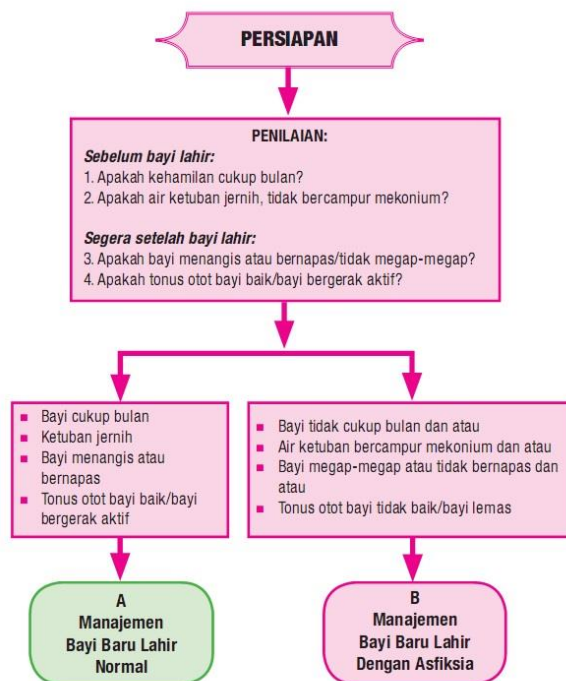 PERSIAPAN
PENILAIAN:
Sebelum bayi lahir:
1. Apakah kehamilan cukup bulan?
2. Apakah air ketuban jernih, tidak bercampur mekonium?
Segera setelah bayi lahir:
3. Apakah bayi menangis atau bernapas/tidak megap-megap?
4. Apakah tonus otot bayi baik/bayi bergerak aktif?
▪ Bayi cukup bulan
▪ Ketuban jernih
▪ Bayi menangis atau
bernapas
▪ Tonus otot bayi baik/bayi
bergerak aktif
▪ Bayi tidak cukup bulan dan atau
▪ Air ketuban bercampur mekonium dan atau
▪ Bayi megap-megap atau tidak bernapas dan
atau
▪ Tonus otot bayi tidak baik/bayi lemas
A
Manajemen
Bayi Baru Lahir
Normal
B
Manajemen
Bayi Baru Lahir
Dengan Asfiksia